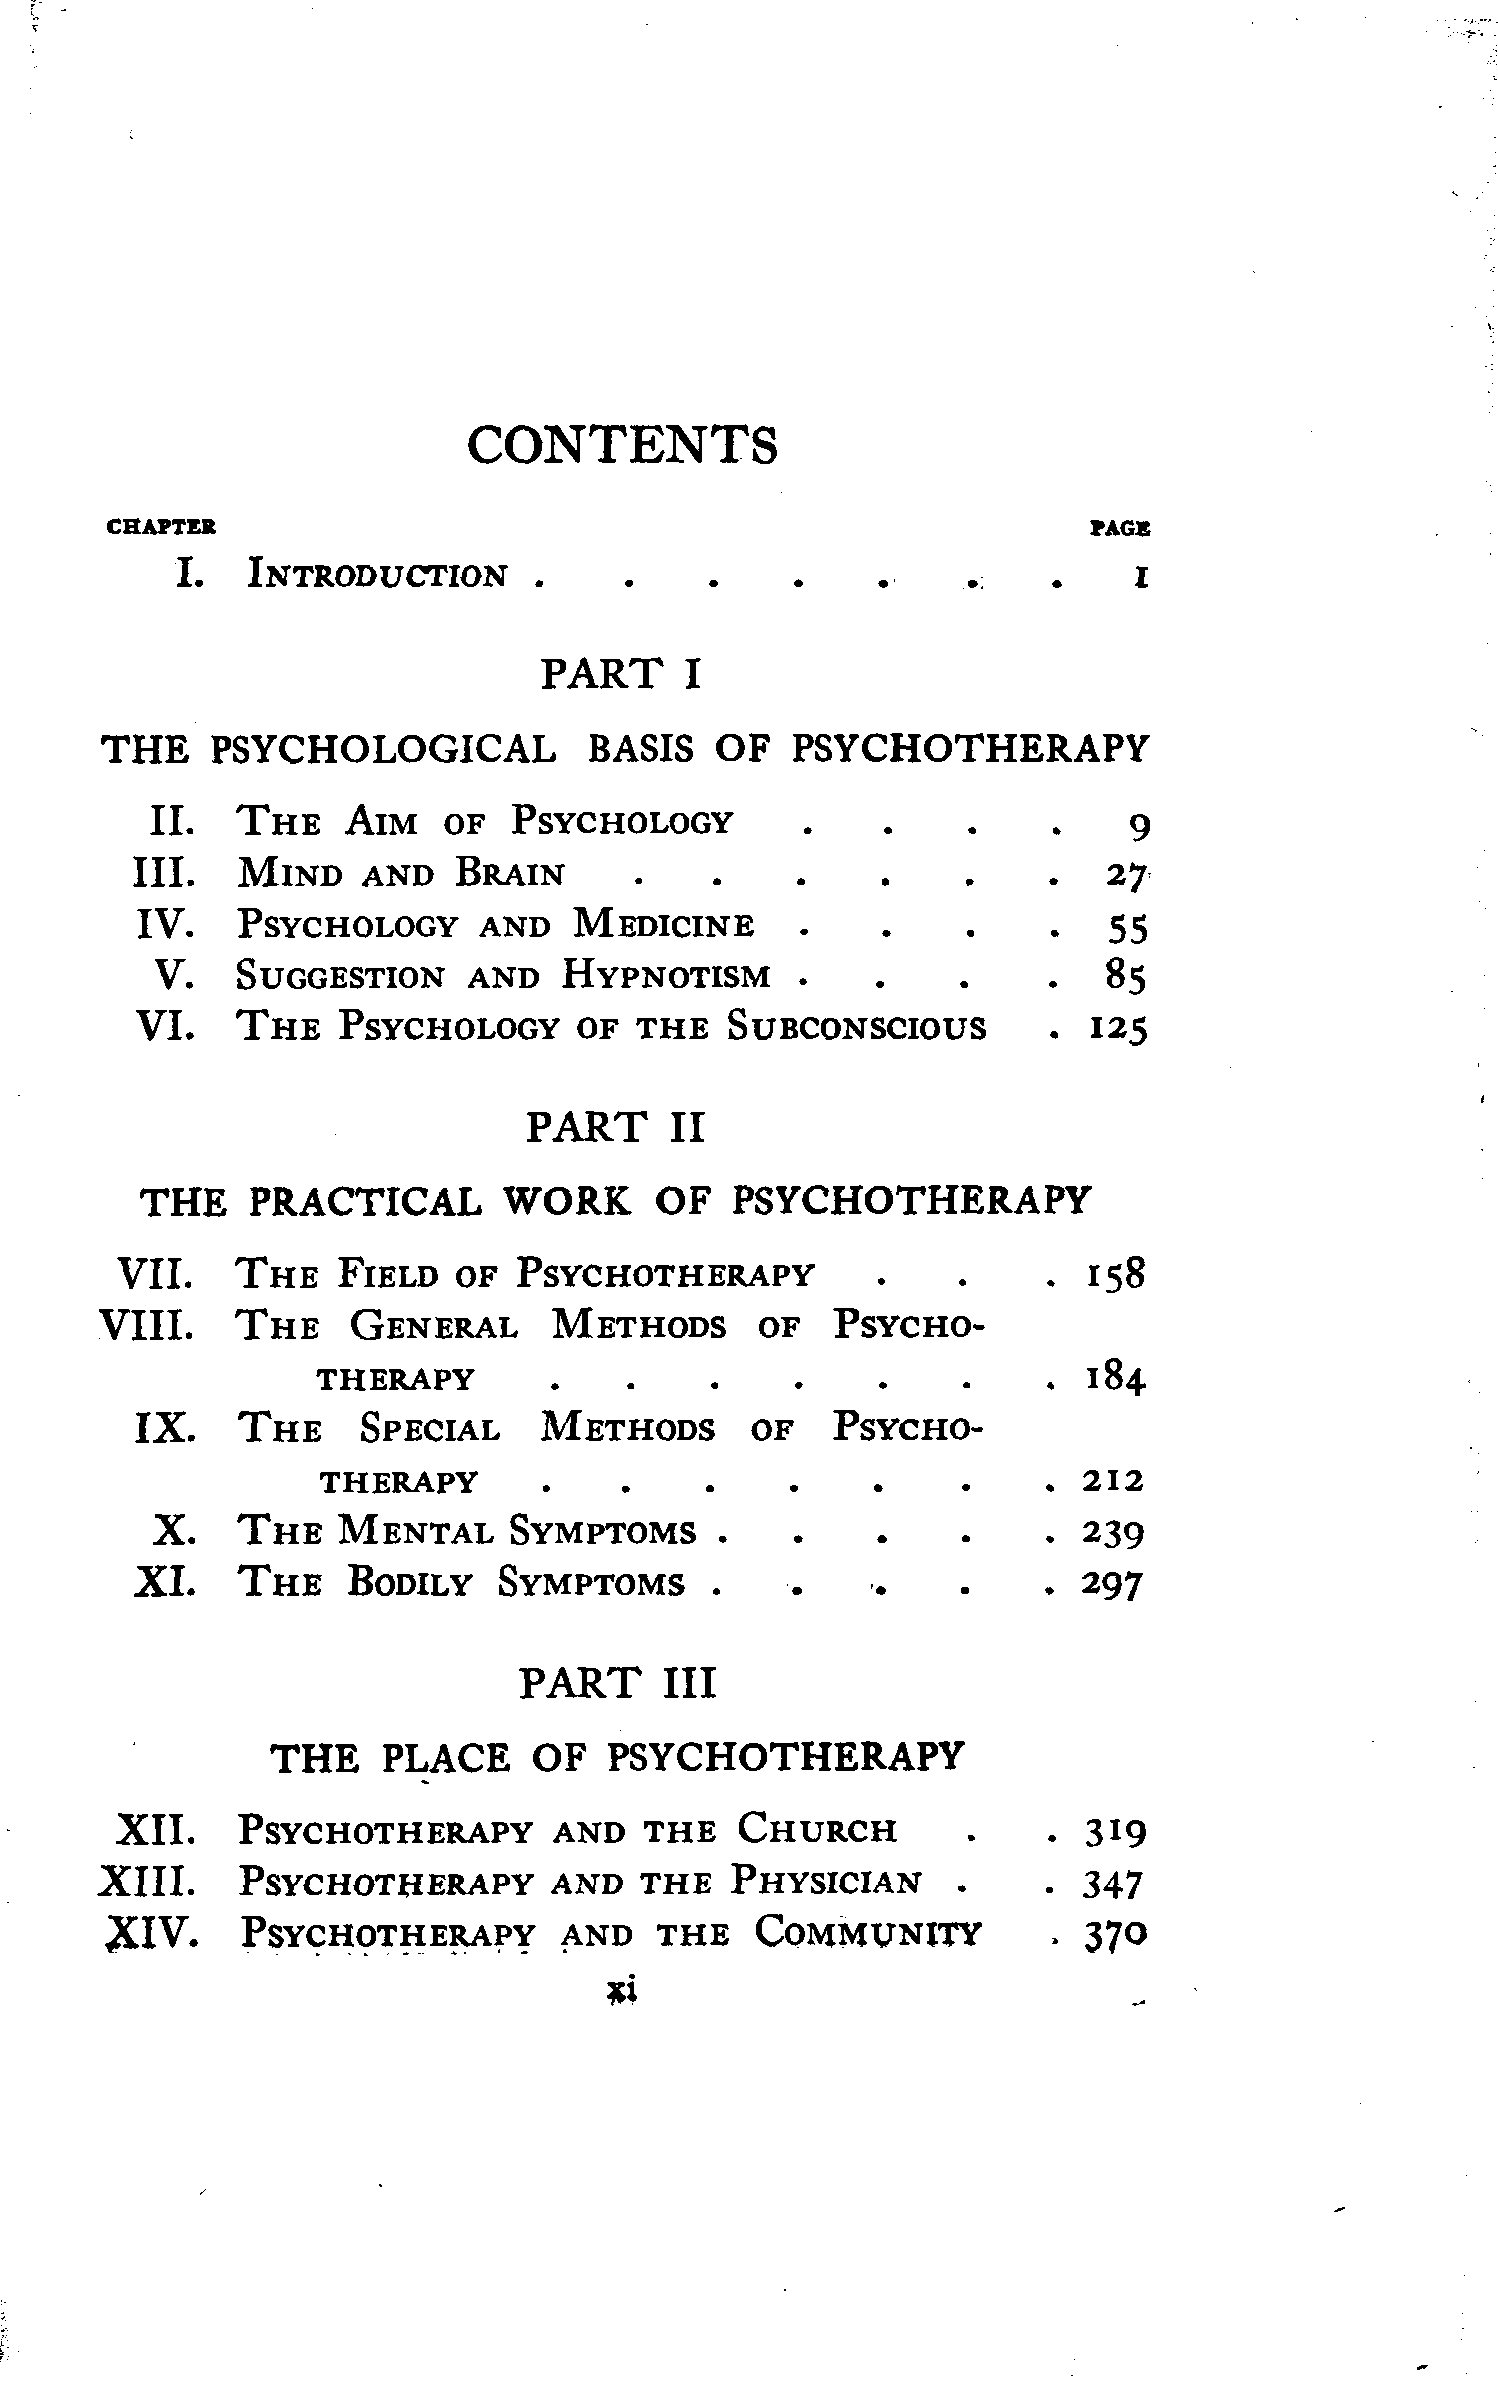 CONTENTS
CHAPTER PAGE
I. INTRODUCTION . . . . . . . 1
PART I
THE PSYCHOLOGICAL BASIS OF PSYCHOTHERAPY
II. THE AIM OF PSYCHOLOGY . . . . 9
III. MIND AND BRAIN . . . . . . 27
IV. PSYCHOLOGY AND MEDICINE . . . . 55
V. SUGGESTION AND HYPNOTISM . . . . 85
VI. THE PSYCHOLOGY OF THE SUBCONSCIOUS . 125
PART II
THE PRACTICAL WORK OF PSYCHOTHERAPY
VII. THE FIELD OF PSYCHOTHERAPY . . . 158
VIII. THE GENERAL METHODS OF PSYCHO-
THERAPY . . . . . . . 184
IX. THE SPECIAL METHODS OF PSYCHO-
THERAPY . . . . . . . 212
X. THE MENTAL SYMPTOMS . . . . . 239
XI. THE BODILY SYMPTOMS . . . . . 297
PART III
THE PLACE OF PSYCHOTHERAPY
XII. PSYCHOTHERAPY AND THE CHURCH . . 319
XIII. PSYCHOTHERAPY AND THE PHYSICIAN . . 347
XIV. PSYCHOTHERAPY AND THE COMMUNITY . 370
xi